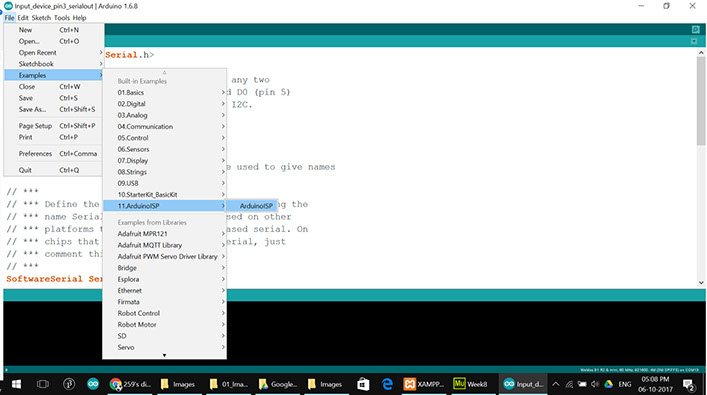 Input_device_pin3_serialout | Arduino 1.6.8
File Edit Sketch Tools Help
New Ctrl+N
Open... Ctrl+O
Open Recent
Sketchbook
Examples
Close Ctrl+W
Save Ctrl+S
Save As... Ctrl+Shift+S
Page Setup Ctrl+Shift+P
Print Ctrl+P
Preferences Ctrl+Comma
Quit Ctrl+Q
Built-in Examples
01.Basics
02.Digital
03.Analog
04.Communication
05.Control
06.Sensors
07.Display
08.Strings
09.USB
10.StarterKit_BasicKit
11.ArduinoISP
ArduinoISP
Examples from Libraries
Adafruit MPR121
Adafruit MQTT Library
Adafruit PWM Servo Driver Library
Bridge
Esplora
Ethernet
Firmata
Robot Control
Robot Motor
SD
Servo
Serial.h>
any two
D0 (pin 5)
I2C.
used to give names
// ***
// *** Define the the
// *** name Serial on other
// *** platforms ased serial. On
// *** chips that erial, just
// *** comment thi
// ***
SoftwareSerial Ser
259's di...
Images
01_Ima...
Google...
Images
XAMPP...
Mu Week8
Input_d...
ENG
05:08 PM
06-10-2017
2